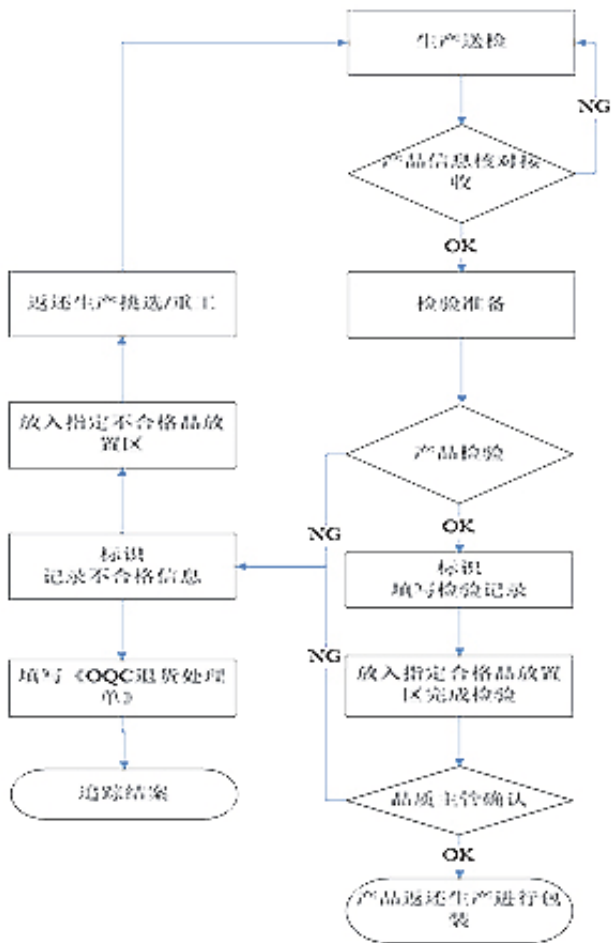 生产送检
NG
产品信息核对接
收
OK
返还生产挑选/重工
检验准备
放入指定不合格品放
置区
产品检验
NG
OK
标识
记录不合格信息
标识
填写检验记录
NG
填写《OQC退货处理
单》
放入指定合格品放置
区完成检验
追踪结案
品质主管确认
OK
产品返还生产进行包
装